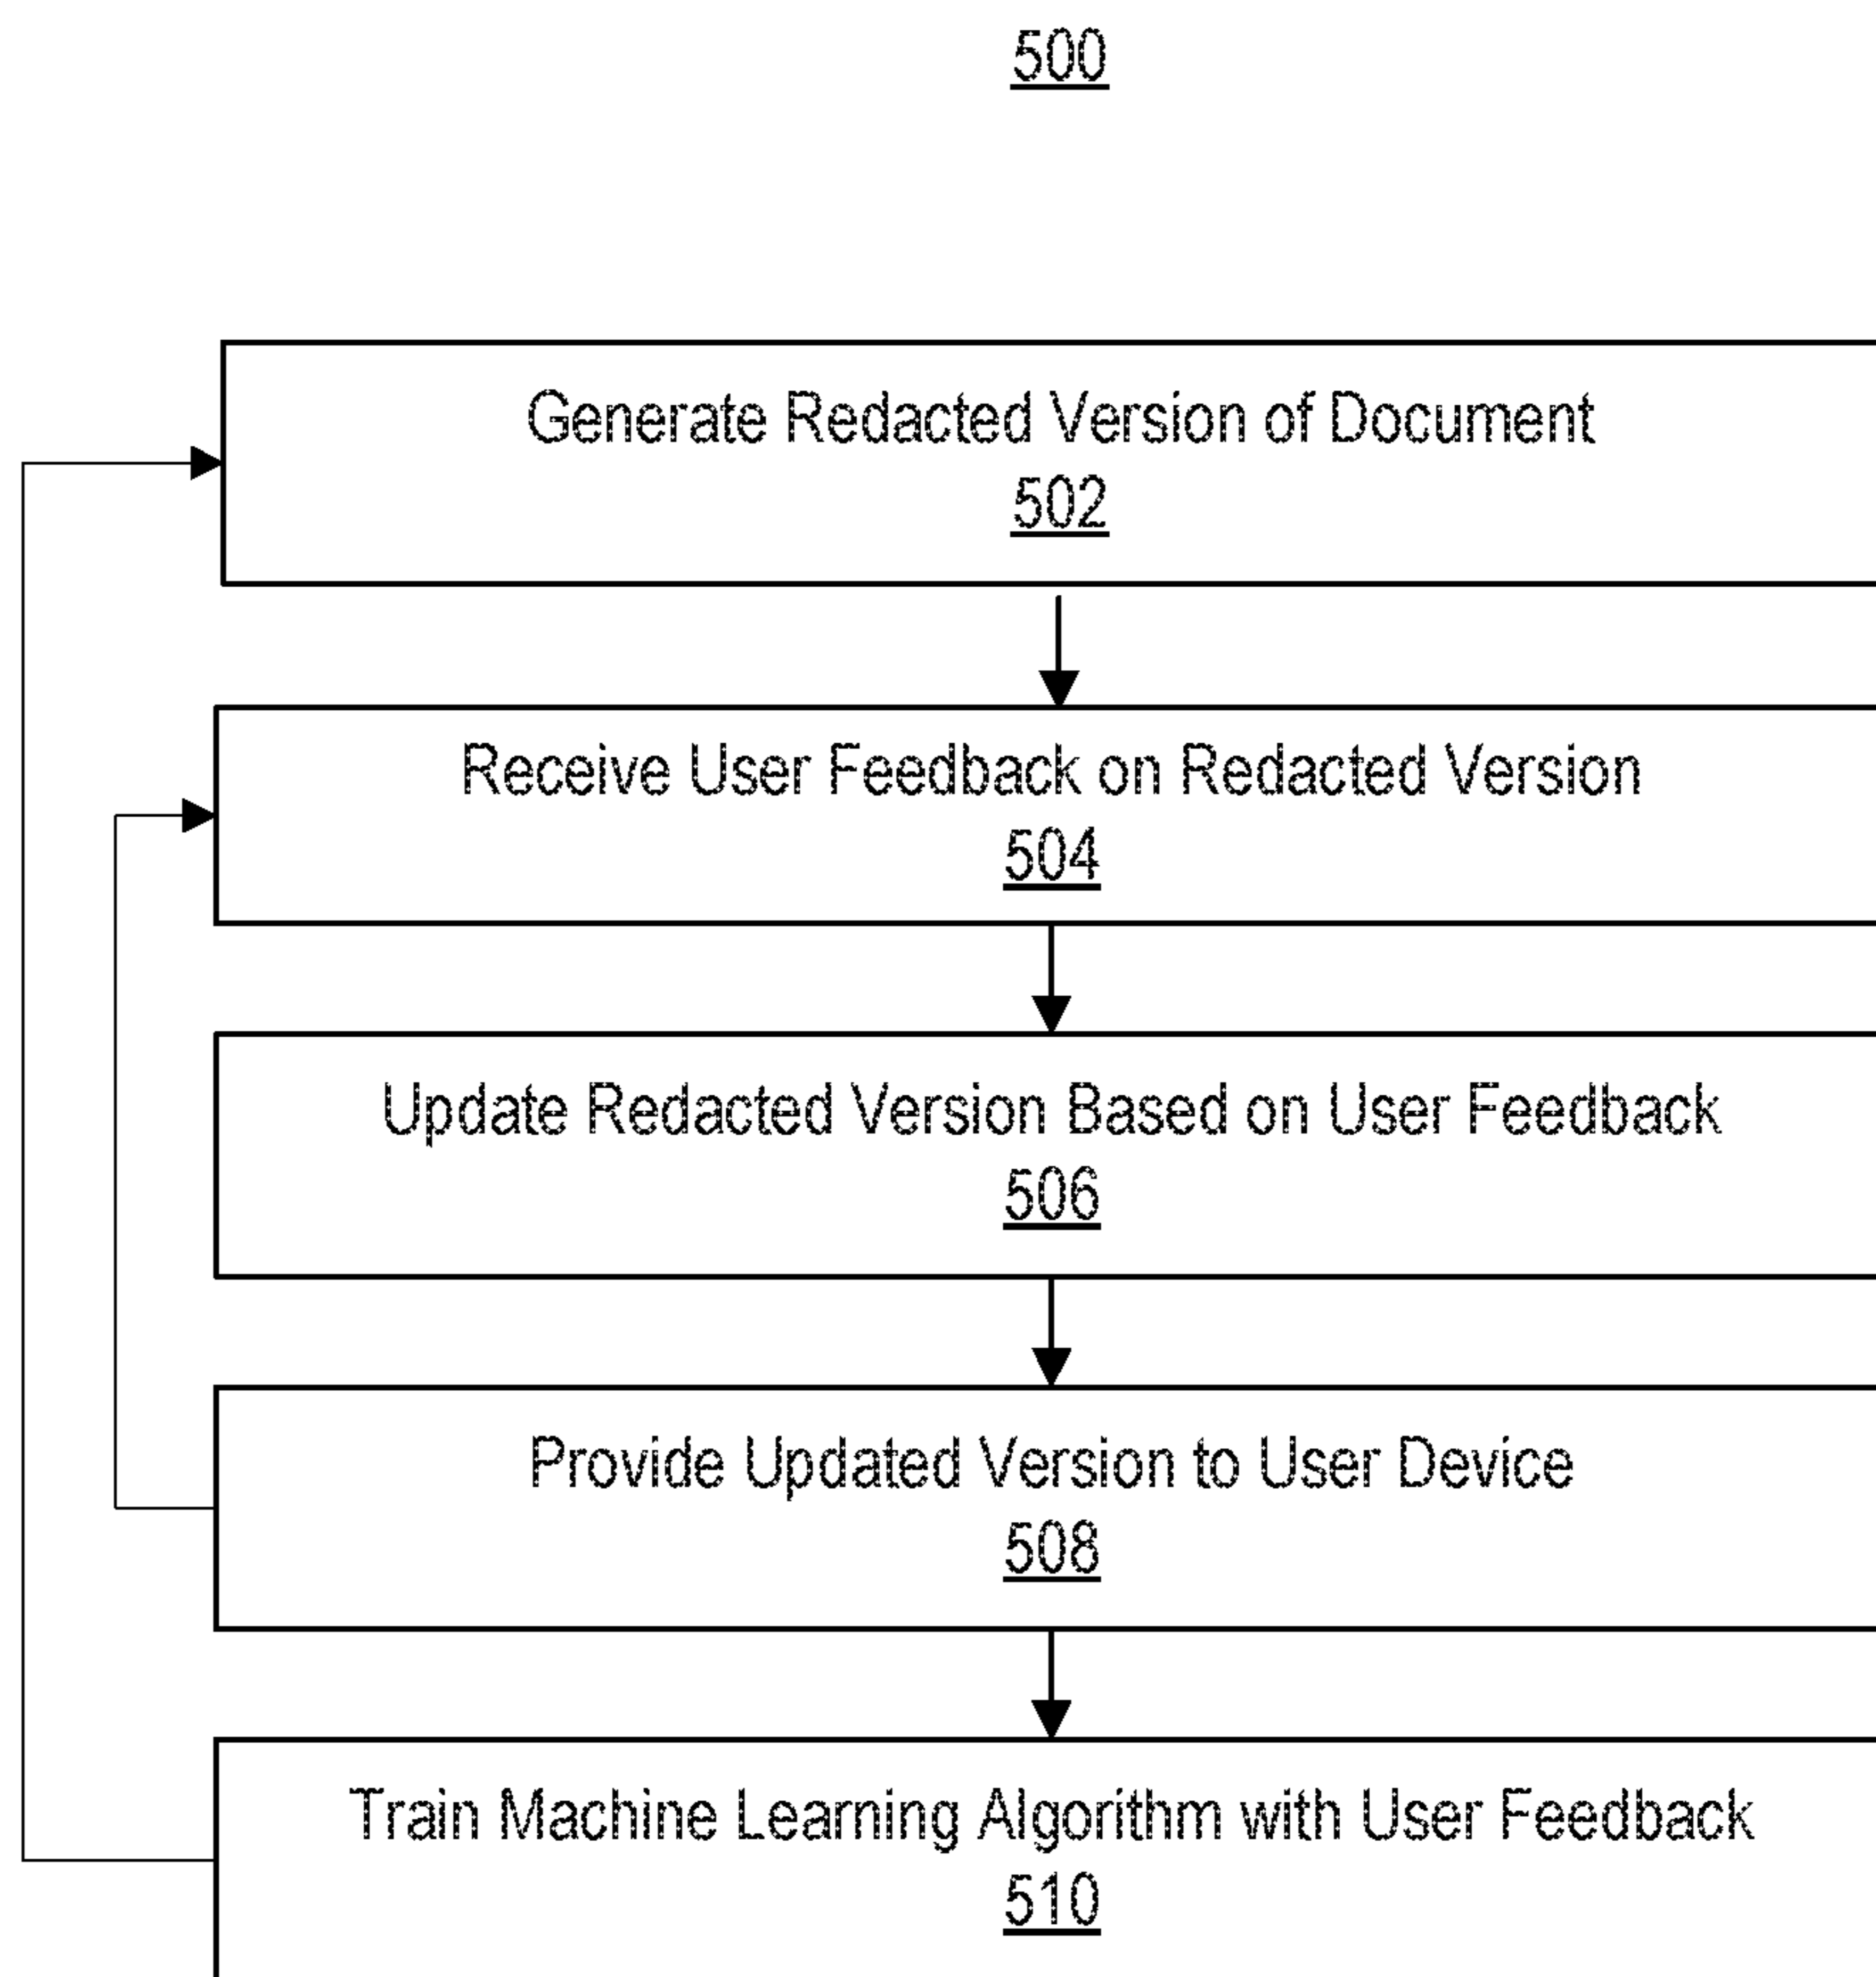 500
Generate Redacted Version of Document
502
Receive User Feedback on Redacted Version
504
Update Redacted Version Based on User Feedback
506
Provide Updated Version to User Device
508
Train Machine Learning Algorithm with User Feedback
510